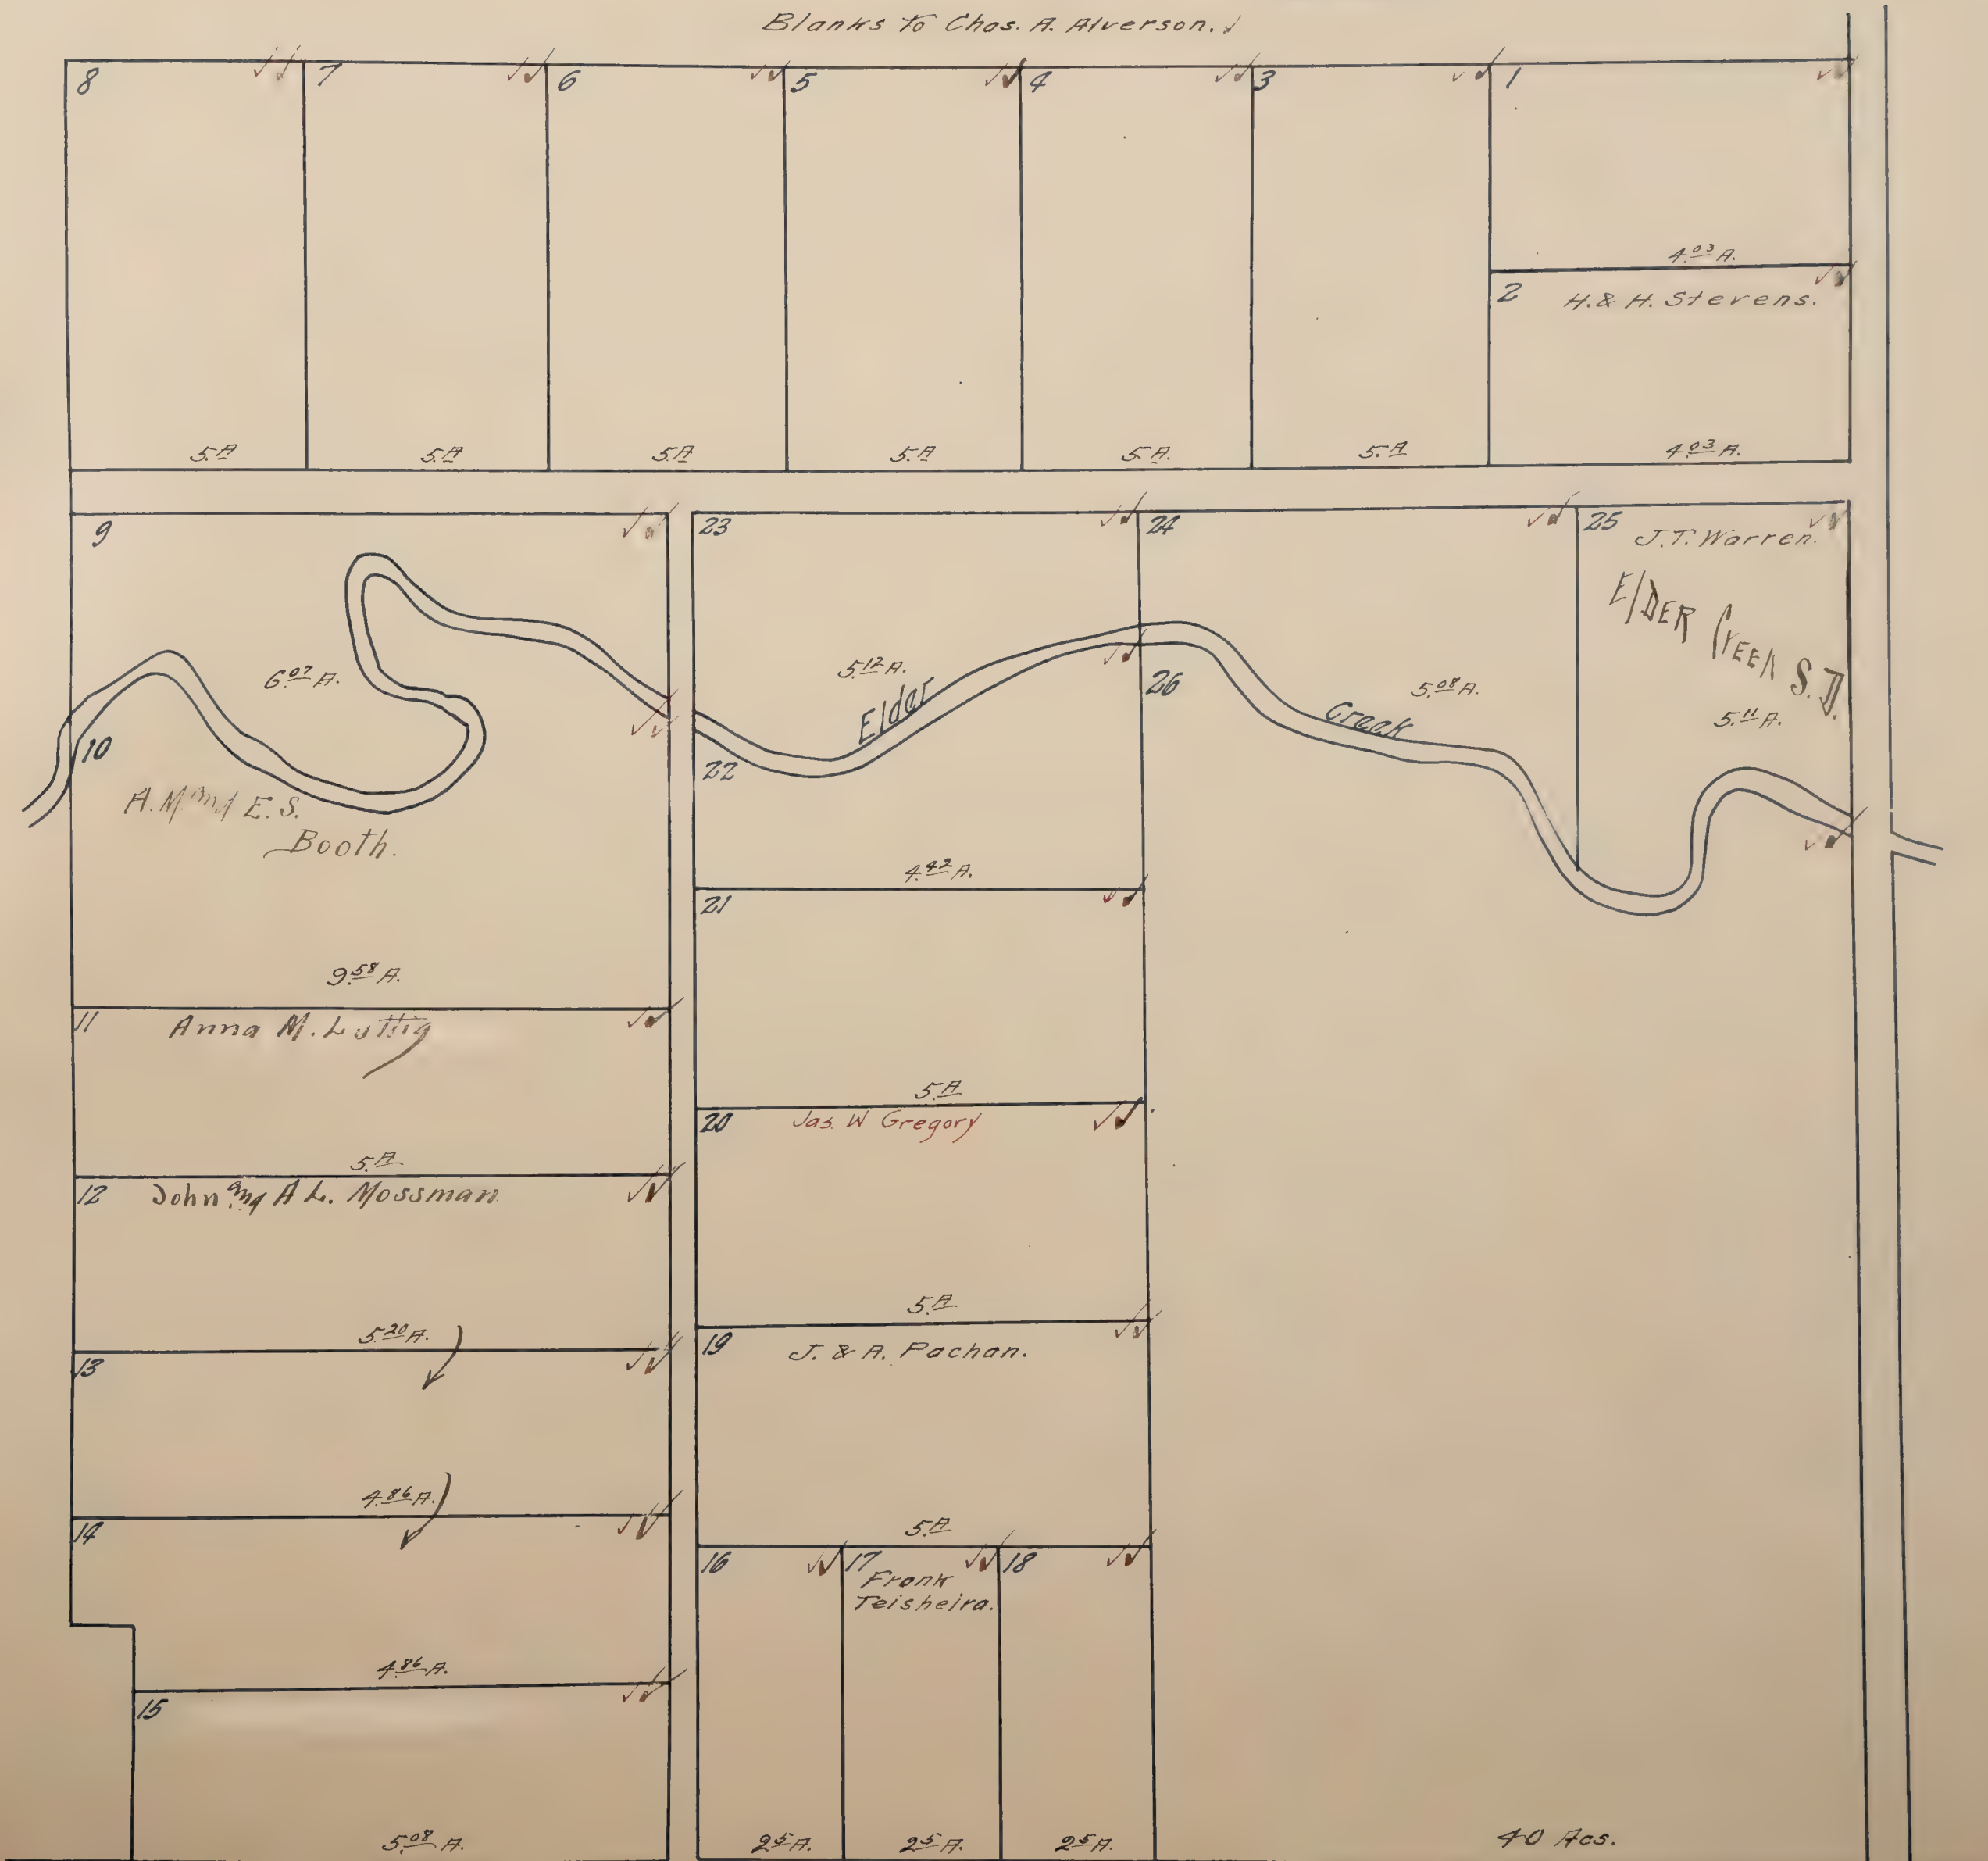 Blanks to Chas. A. Alverson.
8 7 6 5 4 3 1
4.03 A.
2 H. & H. Stevens.
5.A 5.A 5.A 5.A 5.A. 5.A 4.03 A.
9 23 24 25
J.T. Warren.
ElDER CrEEK S.D.
6.07 A. 5.12 A. 26 5.08 A. 5.11 A.
Elder Creek
10 22
A.M. and E.S.
Booth.
4.42 A.
21
9.58 A.
11 Anna M. Lyttig
5.A
20 Jas. W Gregory
5.A
12 John and A L. Mossman
5.A
5.20 A.
19 J. & A. Pachan.
13
4.86 A.
14
5.A
16 17 18
Frank
Teisheira.
4.86 A.
15
5.08 A. 2.5 A. 2.5 A. 2.5 A. 40 Acs.